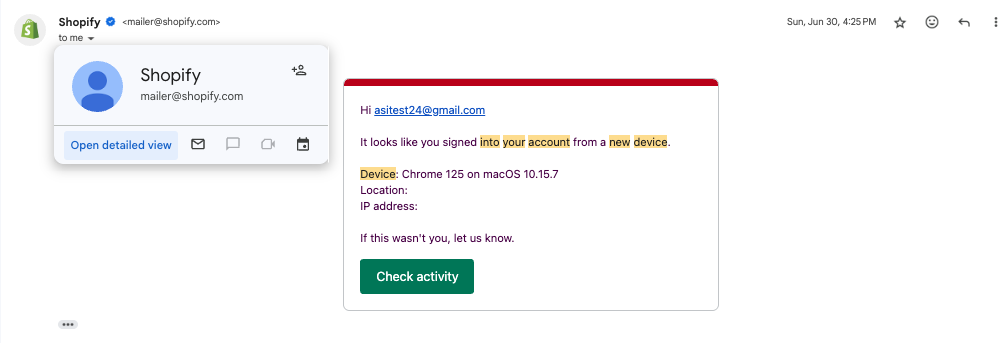 Shopify <mailer@shopify.com> Sun, Jun 30, 4:25 PM
to me
Shopify
mailer@shopify.com
Open detailed view
Hi asitest24@gmail.com
It looks like you signed into your account from a new device.
Device: Chrome 125 on macOS 10.15.7
Location:
IP address:
If this wasn't you, let us know.
Check activity